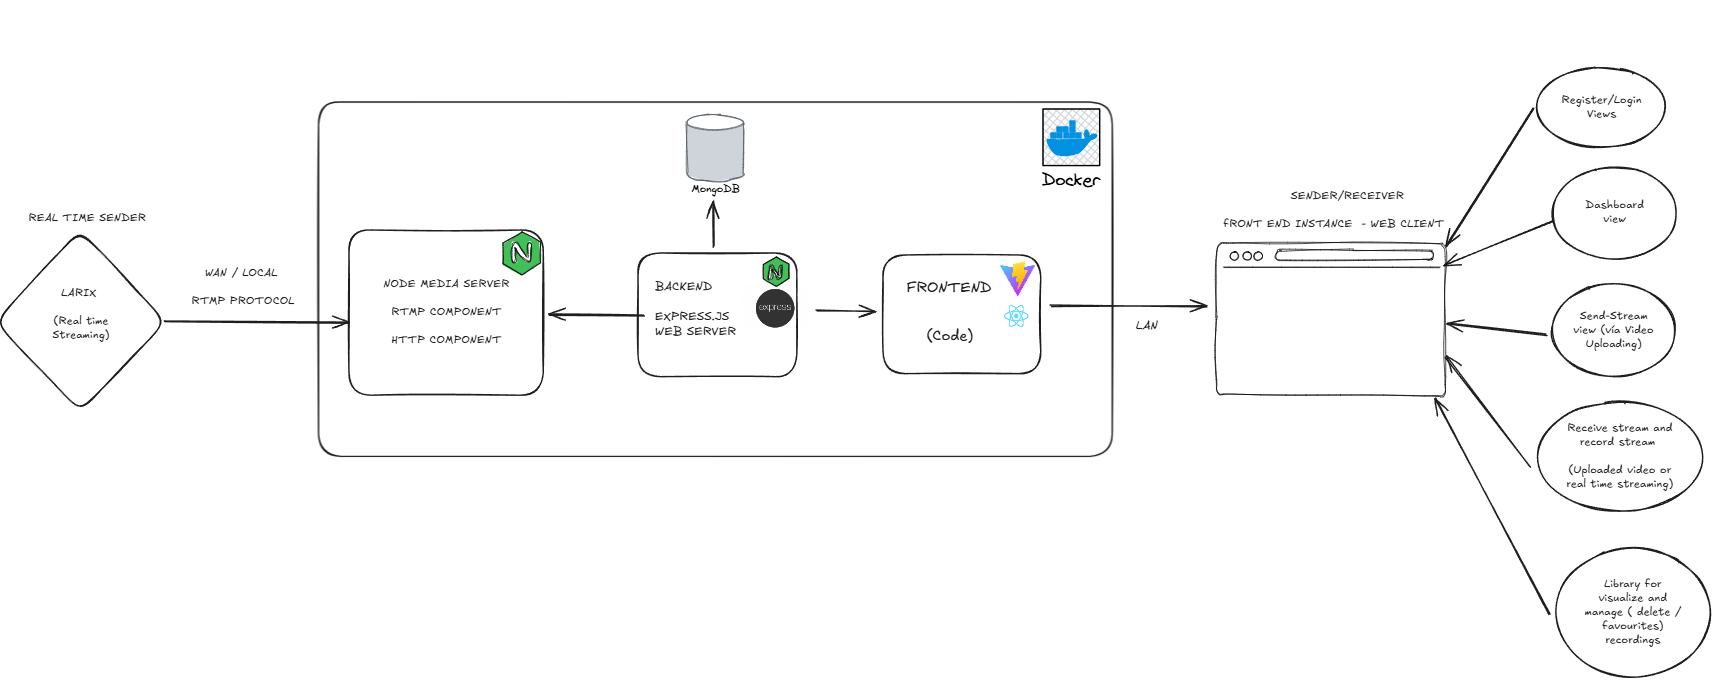 REAL TIME SENDER
LARIX
(Real time
Streaming)
WAN / LOCAL
RTMP PROTOCOL
NODE MEDIA SERVER
RTMP COMPONENT
HTTP COMPONENT
N
MongoDB
BACKEND
EXPRESS.JS
WEB SERVER
N
express
FRONTEND
(Code)
Docker
LAN
SENDER/RECEIVER
fRONT END INSTANCE - WEB CLIENT
Register/Login
Views
Dashboard
view
Send-Stream
view (vía Video
Uploading)
Receive stream and
record stream
(Uploaded video or
real time streaming)
Library for
visualize and
manage ( delete /
favourites)
recordings